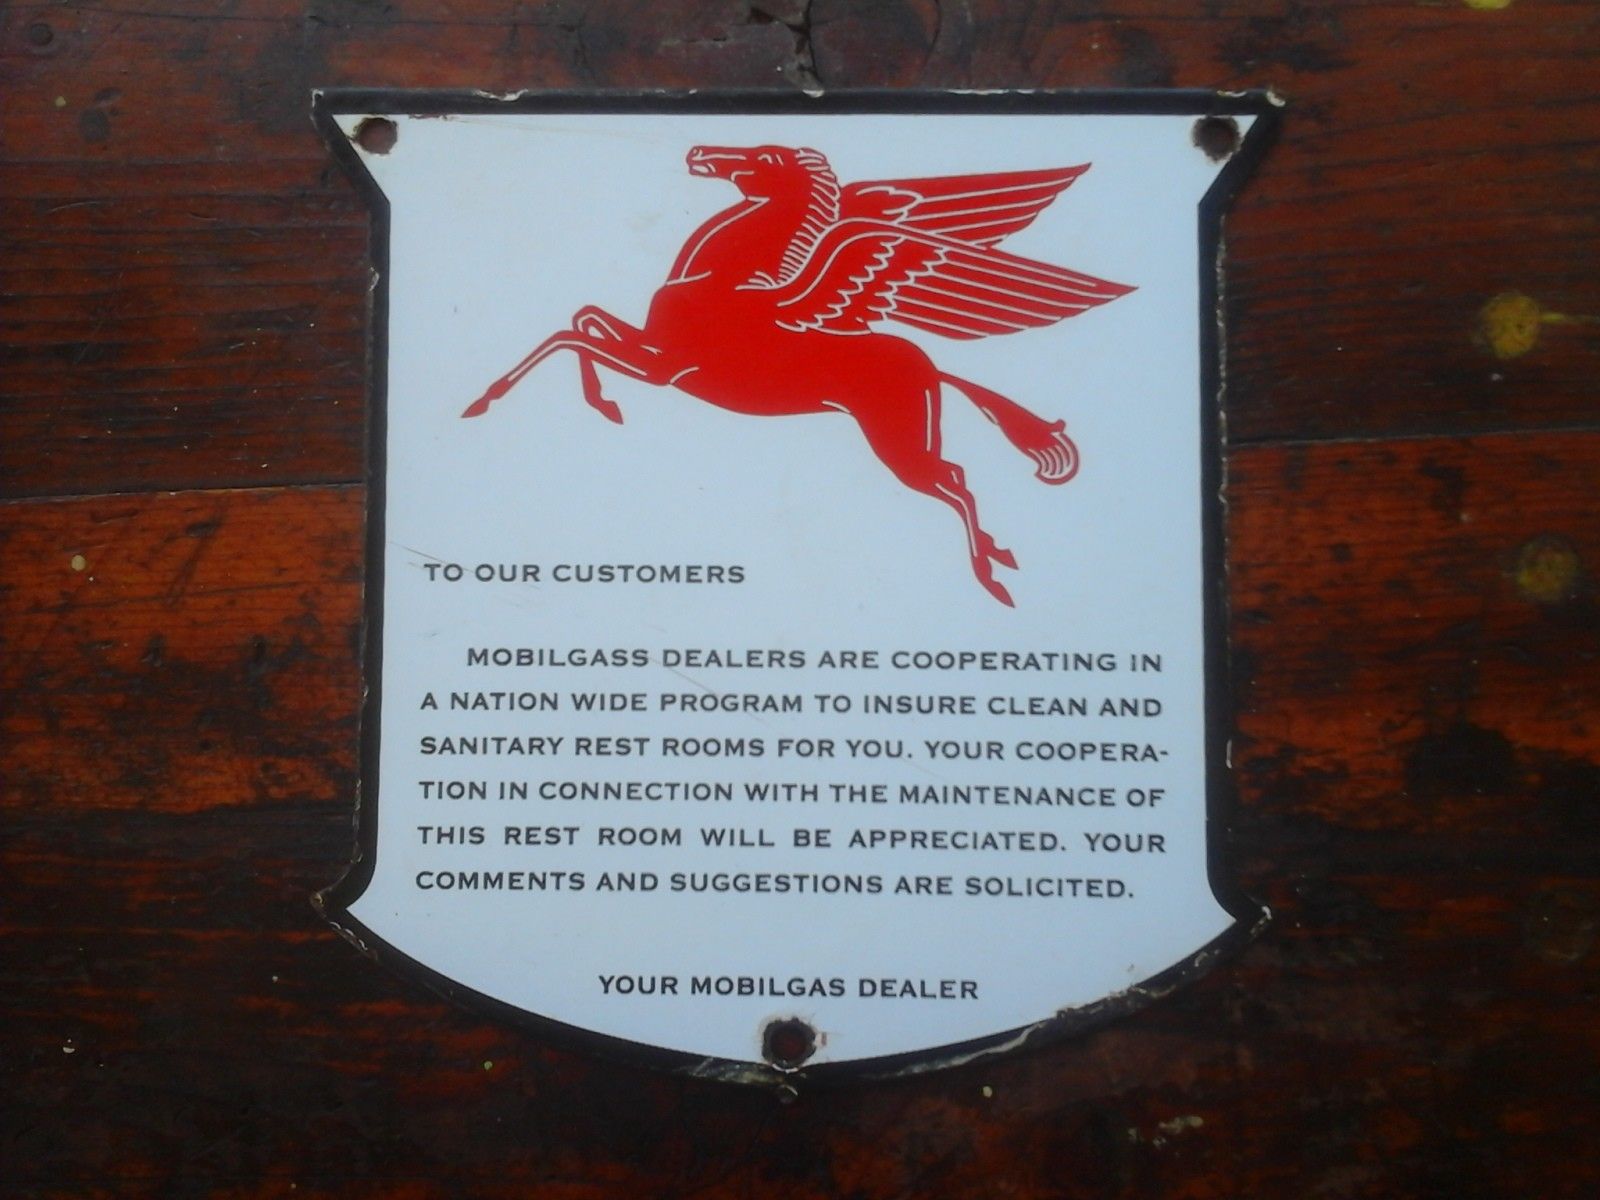 TO OUR CUSTOMERS
MOBILGASS DEALERS ARE COOPERATING IN
A NATION WIDE PROGRAM TO INSURE CLEAN AND
SANITARY REST ROOMS FOR YOU. YOUR COOPERA-
TION IN CONNECTION WITH THE MAINTENANCE OF
THIS REST ROOM WILL BE APPRECIATED. YOUR
COMMENTS AND SUGGESTIONS ARE SOLICITED.
YOUR MOBILGAS DEALER